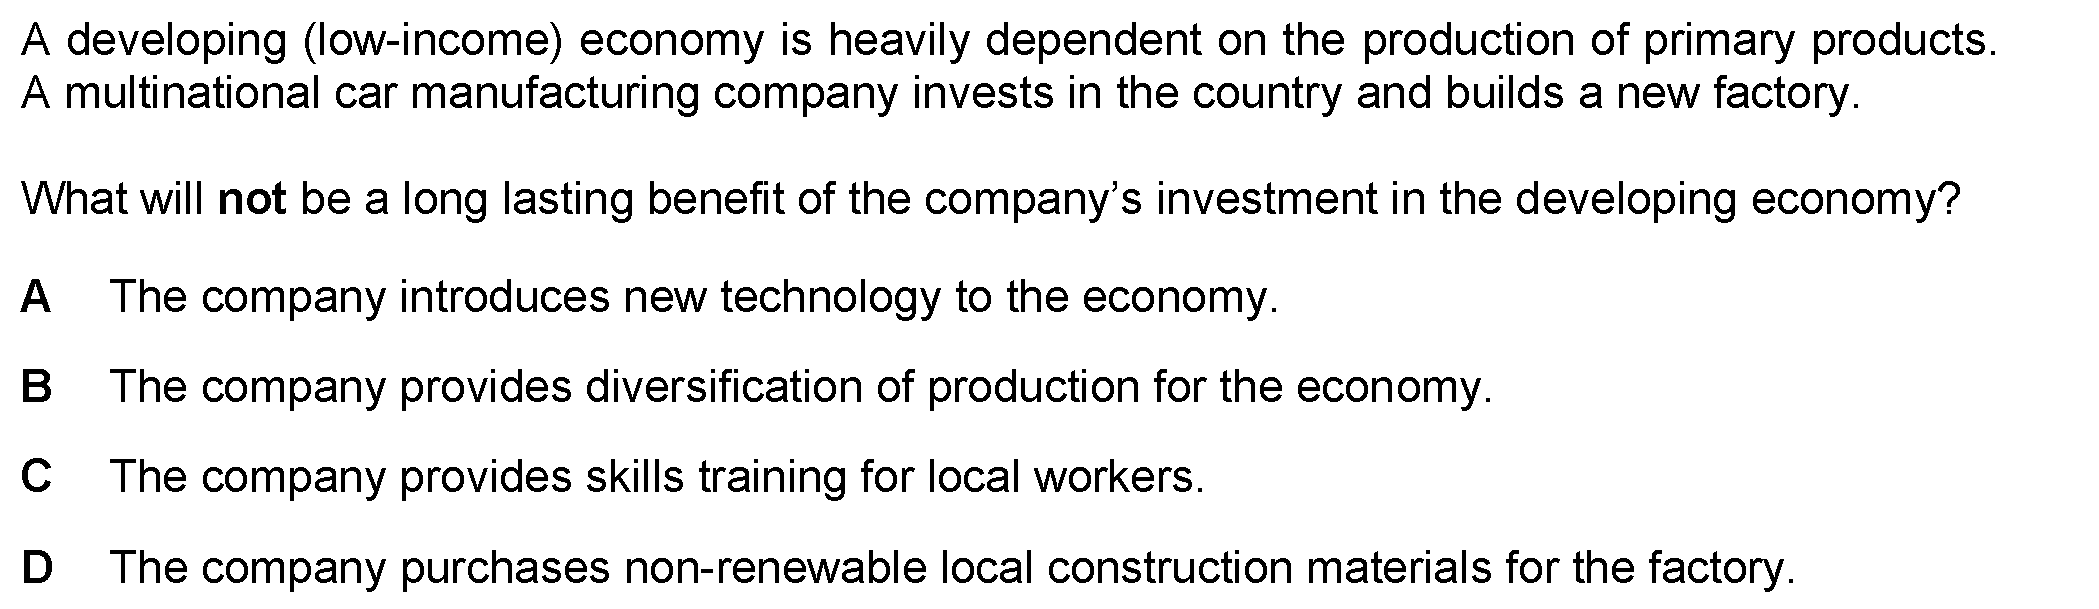 A developing (low-income) economy is heavily dependent on the production of primary products.
A multinational car manufacturing company invests in the country and builds a new factory.
What will not be a long lasting benefit of the company's investment in the developing economy?
A The company introduces new technology to the economy.
B The company provides diversification of production for the economy.
C The company provides skills training for local workers.
D The company purchases non-renewable local construction materials for the factory.